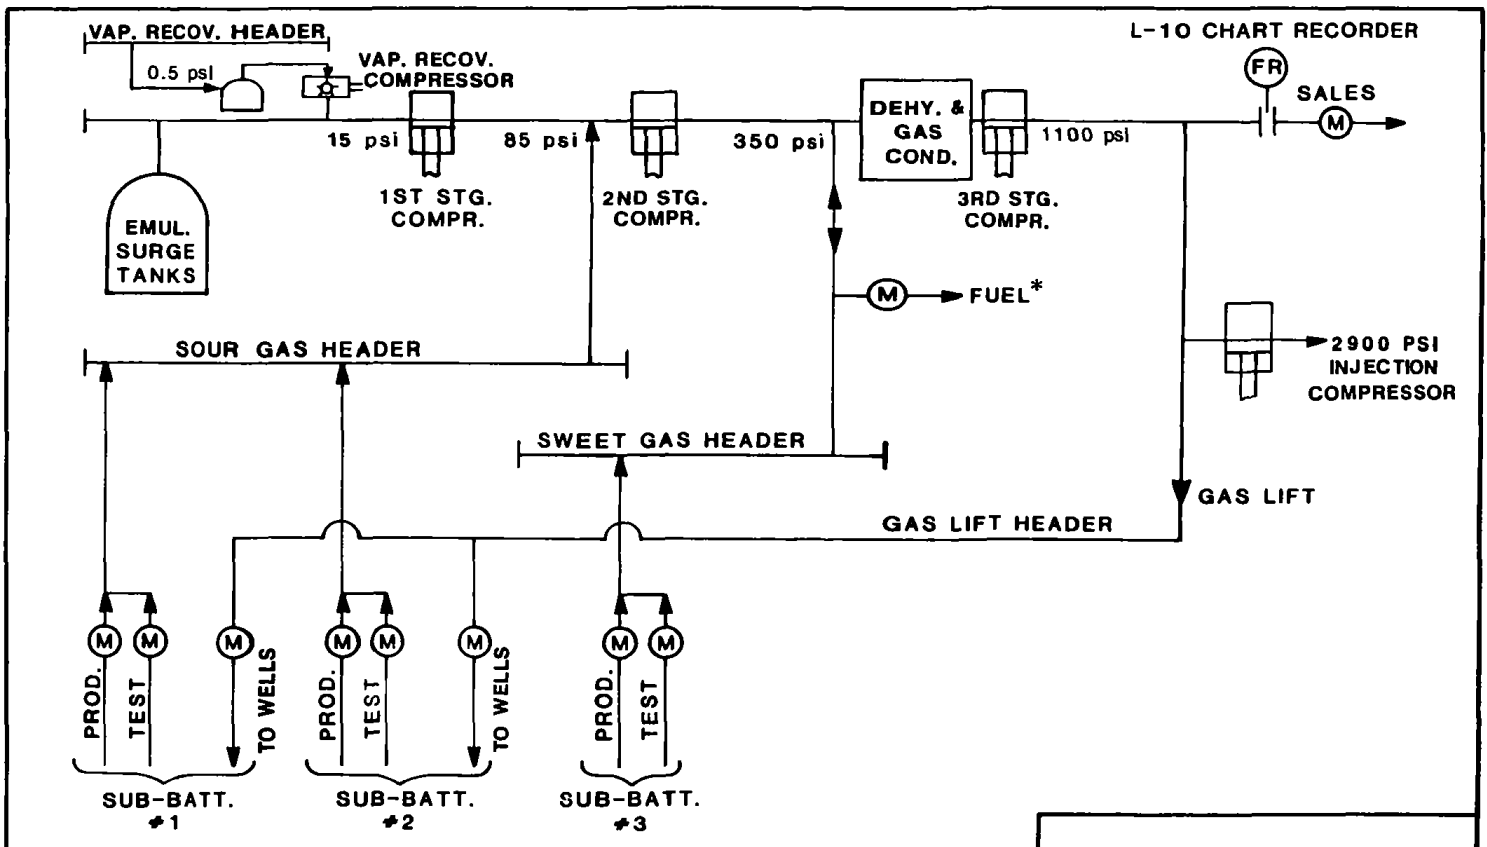 VAP. RECOV. HEADER
0.5 psi
VAP. RECOV.
COMPRESSOR
L-10 CHART RECORDER
FR
SALES
M
15 psi
85 psi
350 psi
DEHY. &
GAS
COND.
1100 psi
1ST STG.
COMPR.
2ND STG.
COMPR.
3RD STG.
COMPR.
EMUL.
SURGE
TANKS
M
FUEL*
SOUR GAS HEADER
2900 PSI
INJECTION
COMPRESSOR
SWEET GAS HEADER
GAS LIFT
GAS LIFT HEADER
M M M M M M M M
PROD.
TEST
TO WELLS
PROD.
TEST
TO WELLS
PROD.
TEST
SUB-BATT.
#1
SUB-BATT.
#2
SUB-BATT.
#3